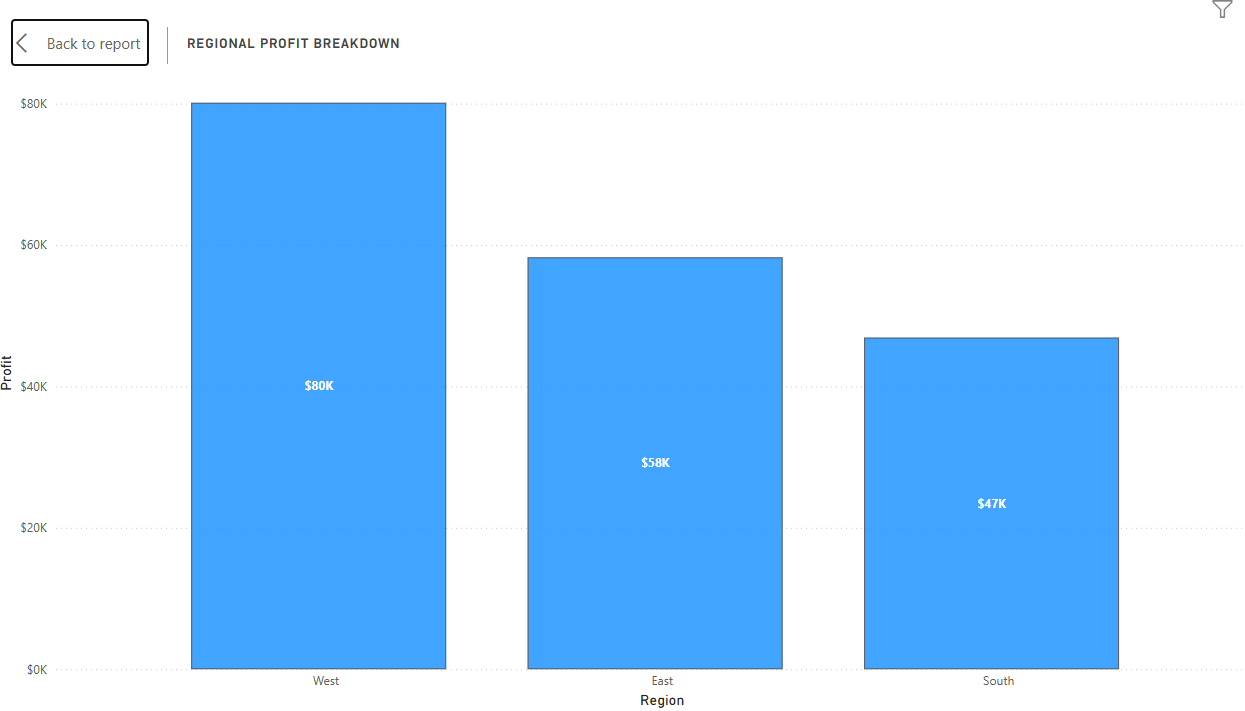 Back to report
REGIONAL PROFIT BREAKDOWN
$80K
$60K
$40K
$20K
$0K
Profit
$80K
$58K
$47K
West
East
South
Region